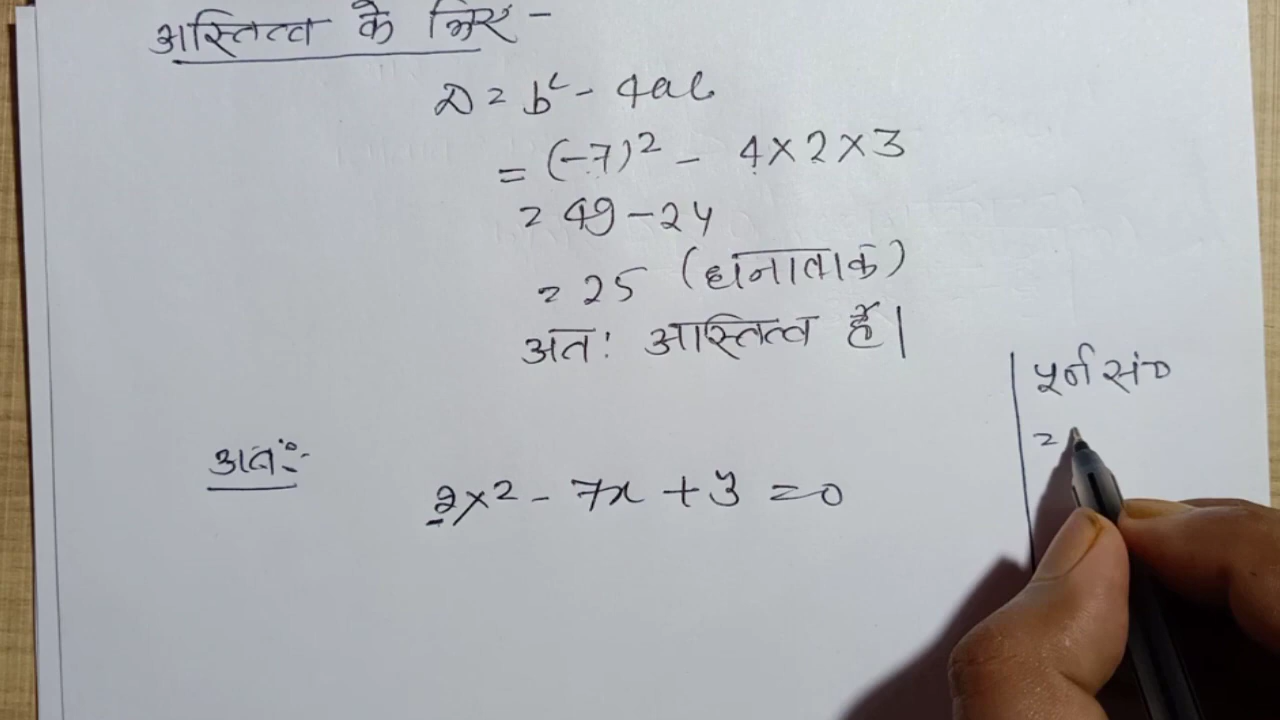 अस्तित्व के लिए -
D = b² - 4ac
= (-7)² - 4×2×3
= 49 - 24
= 25 (धनात्मक)
अतः अस्तित्व है।
पूर्न सं०
=
अतः-
2x² - 7x + 3 = 0